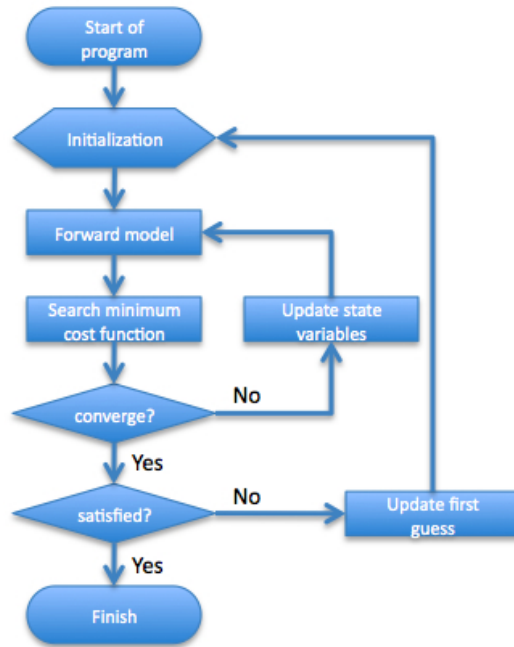 Start of
program
Initialization
Forward model
Search minimum
cost function
Update state
variables
converge?
No
Yes
satisfied?
No
Update first
guess
Yes
Finish